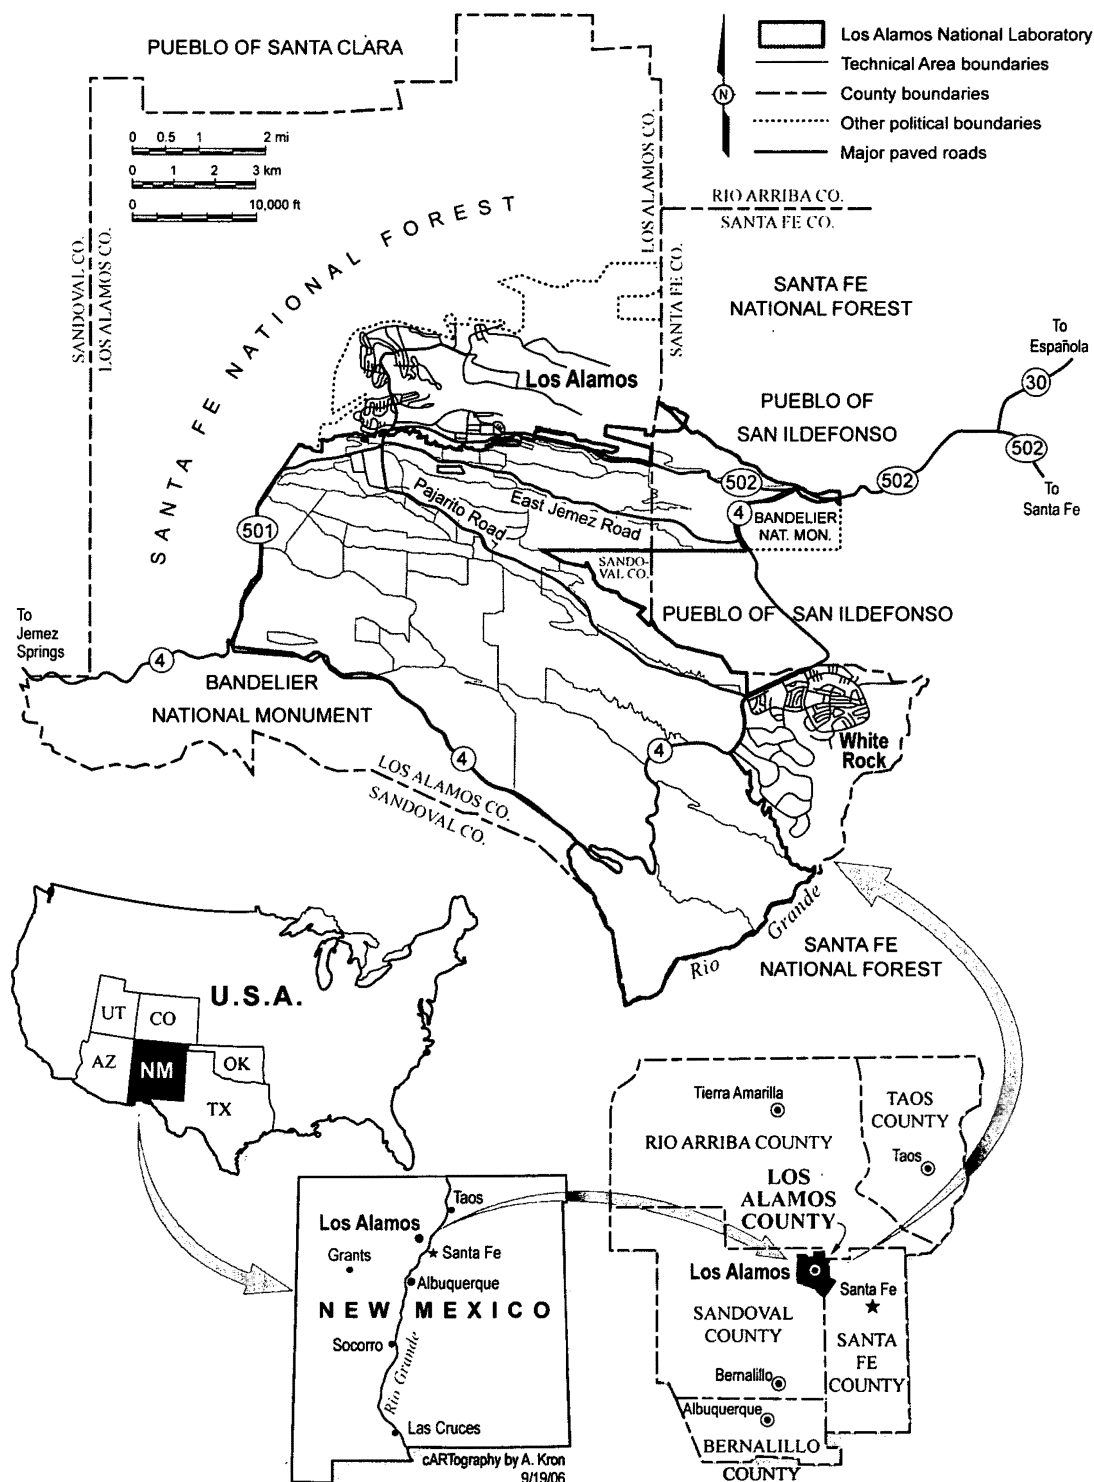 PUEBLO OF SANTA CLARA
Los Alamos National Laboratory
Technical Area boundaries
County boundaries
Other political boundaries
Major paved roads
N
0 0.5 1 2 mi
0 1 2 3 km
0 10,000 ft
LOS ALAMOS CO.
RIO ARRIBA CO.
SANTA FE CO.
SANTA FE CO.
SANDOVAL CO.
LOS ALAMOS CO.
SANTA FE NATIONAL FOREST
SANTA FE
NATIONAL FOREST
To
Española
30
Los Alamos
PUEBLO OF
SAN ILDEFONSO
502
502
502
To
Santa Fe
Pajarito Road
East Jemez Road
4
BANDELIER
NAT. MON.
501
SANDO-
VAL CO.
PUEBLO OF SAN ILDEFONSO
To
Jemez
Springs
4
BANDELIER
NATIONAL MONUMENT
White
Rock
4
4
LOS ALAMOS CO.
SANDOVAL CO.
Rio Grande
SANTA FE
NATIONAL FOREST
U.S.A.
UT
CO
AZ
NM
OK
TX
Tierra Amarilla
TAOS
COUNTY
RIO ARRIBA COUNTY
Taos
LOS
ALAMOS
COUNTY
Los Alamos
Santa Fe
SANDOVAL
COUNTY
SANTA
FE
COUNTY
Bernalillo
Albuquerque
BERNALILLO
COUNTY
Taos
Los Alamos
Grants
Santa Fe
Albuquerque
NEW MEXICO
Socorro
Rio Grande
Las Cruces
cARTography by A. Kron
9/19/06